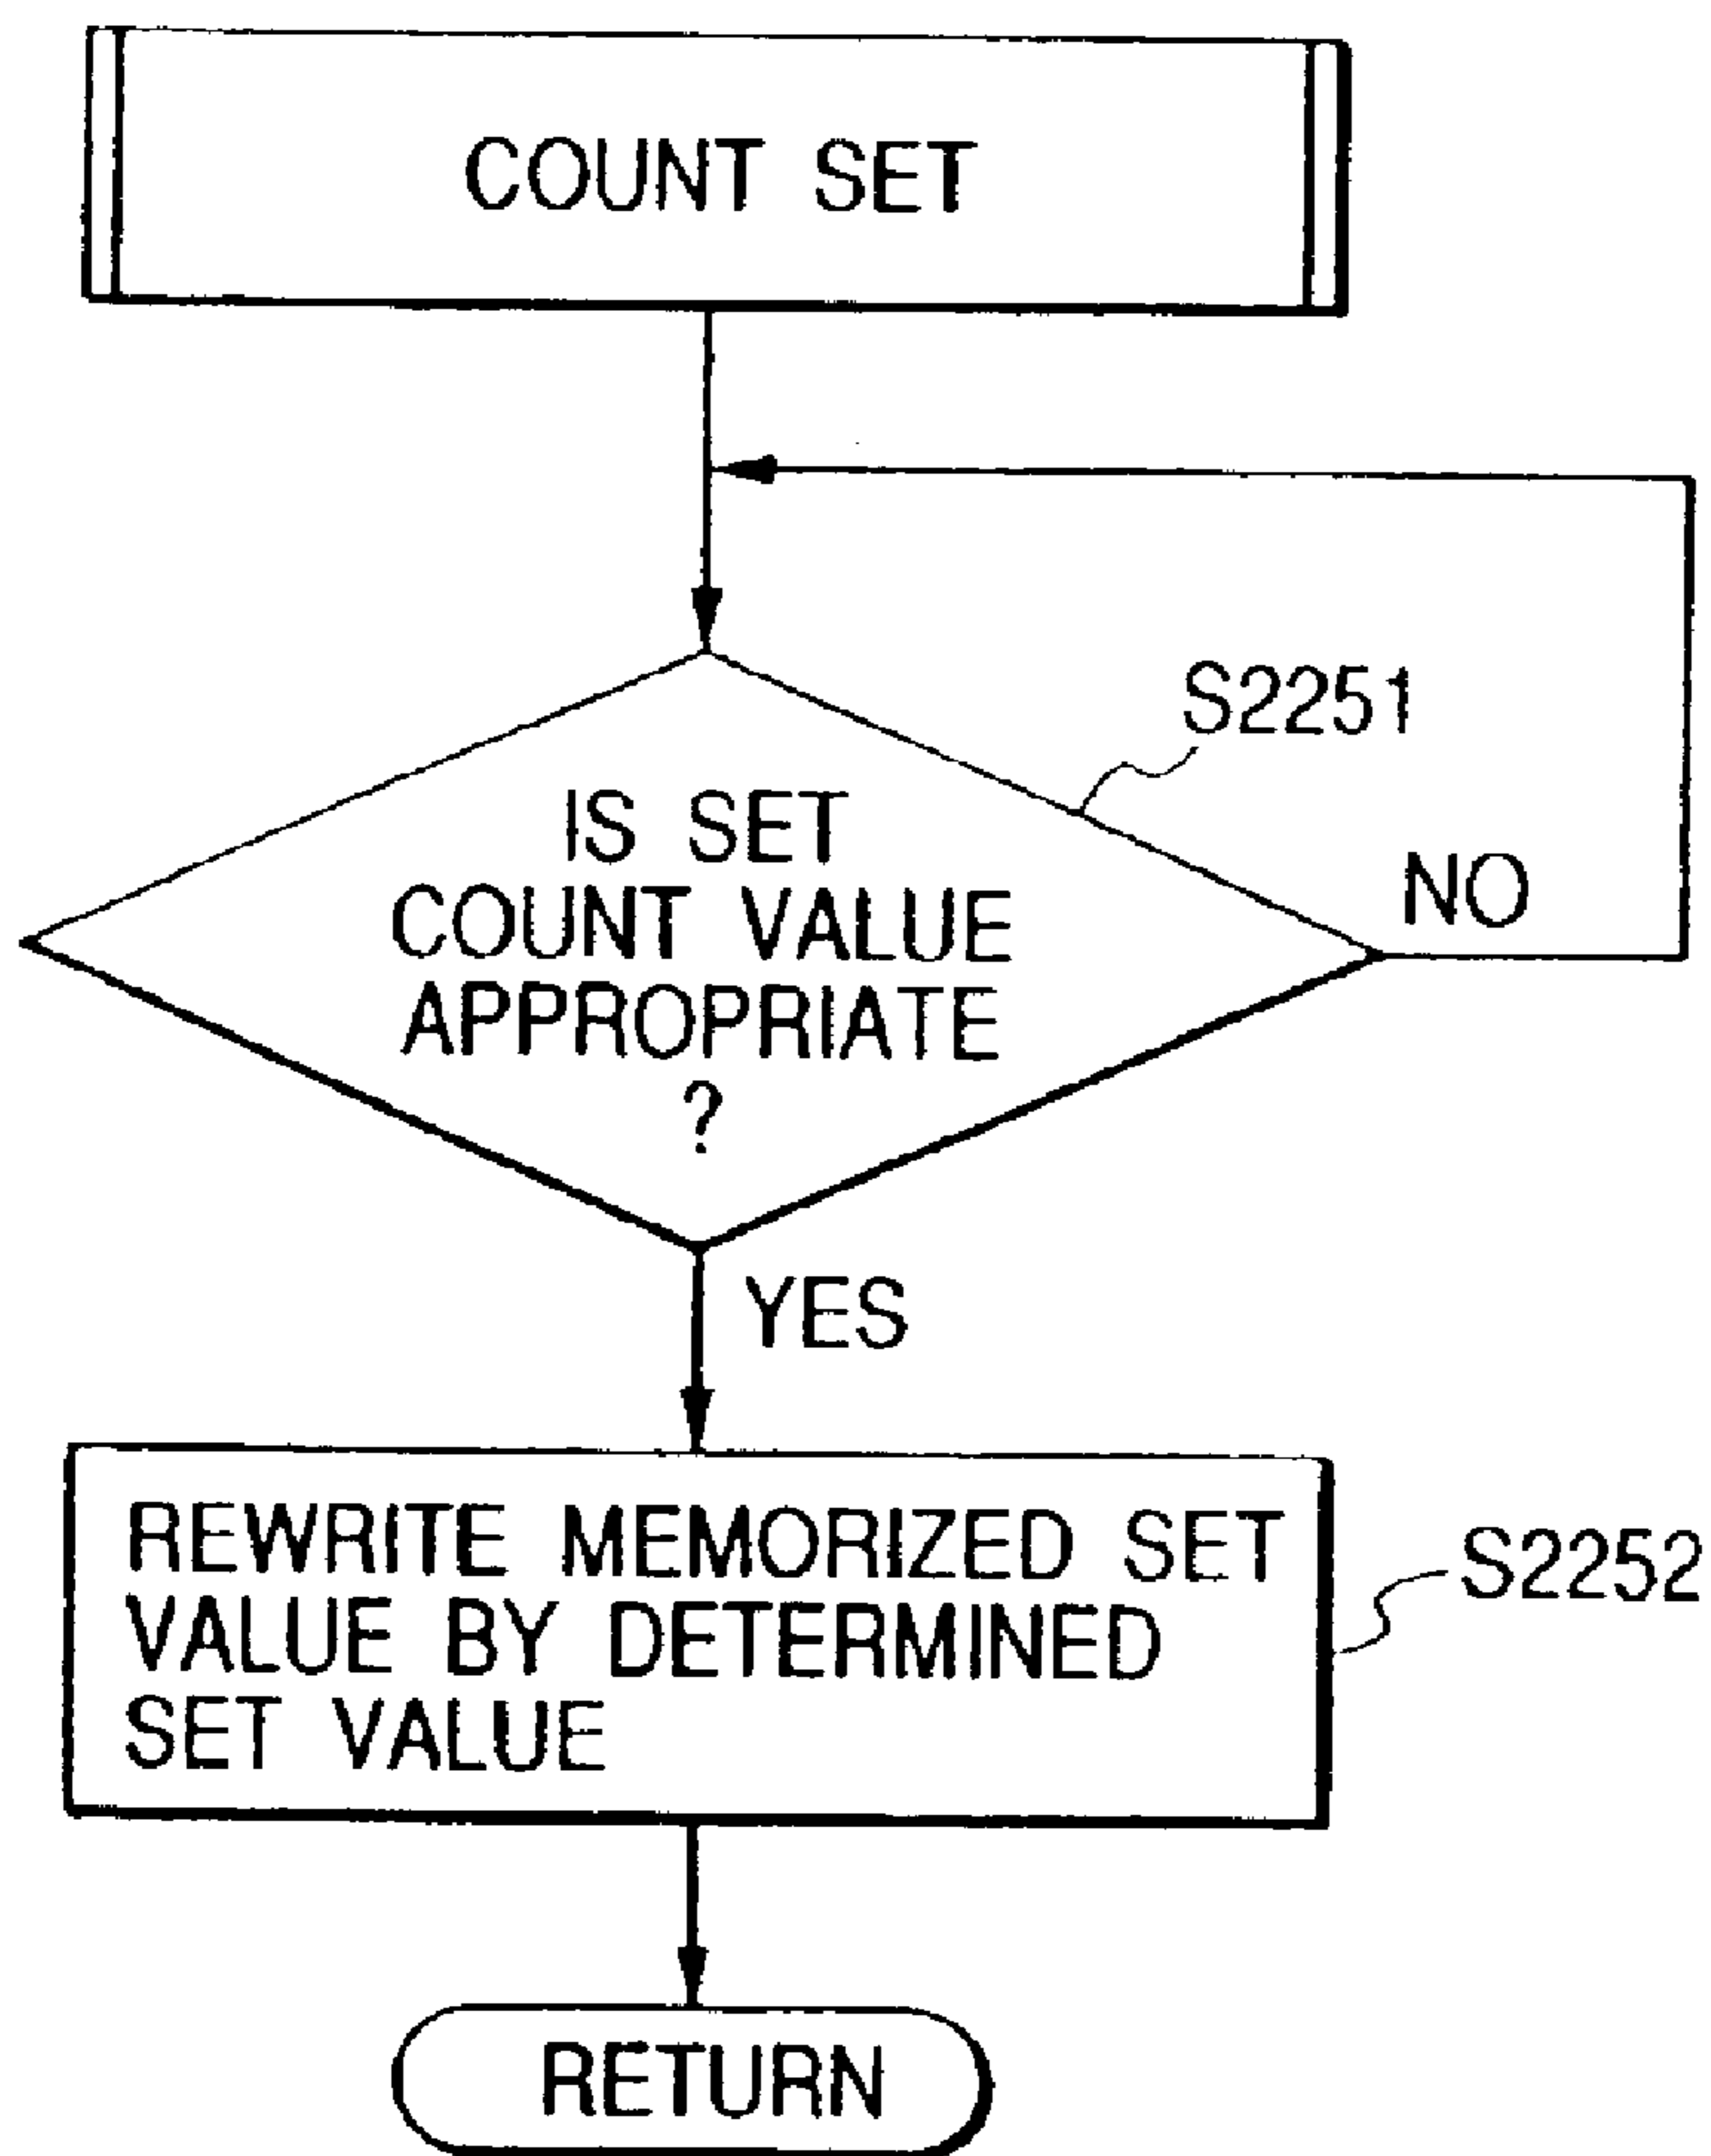 COUNT SET
S2251
IS SET
COUNT VALUE
APPROPRIATE
?
NO
YES
REWRITE MEMORIZED SET
VALUE BY DETERMINED
SET VALUE
S2252
RETURN